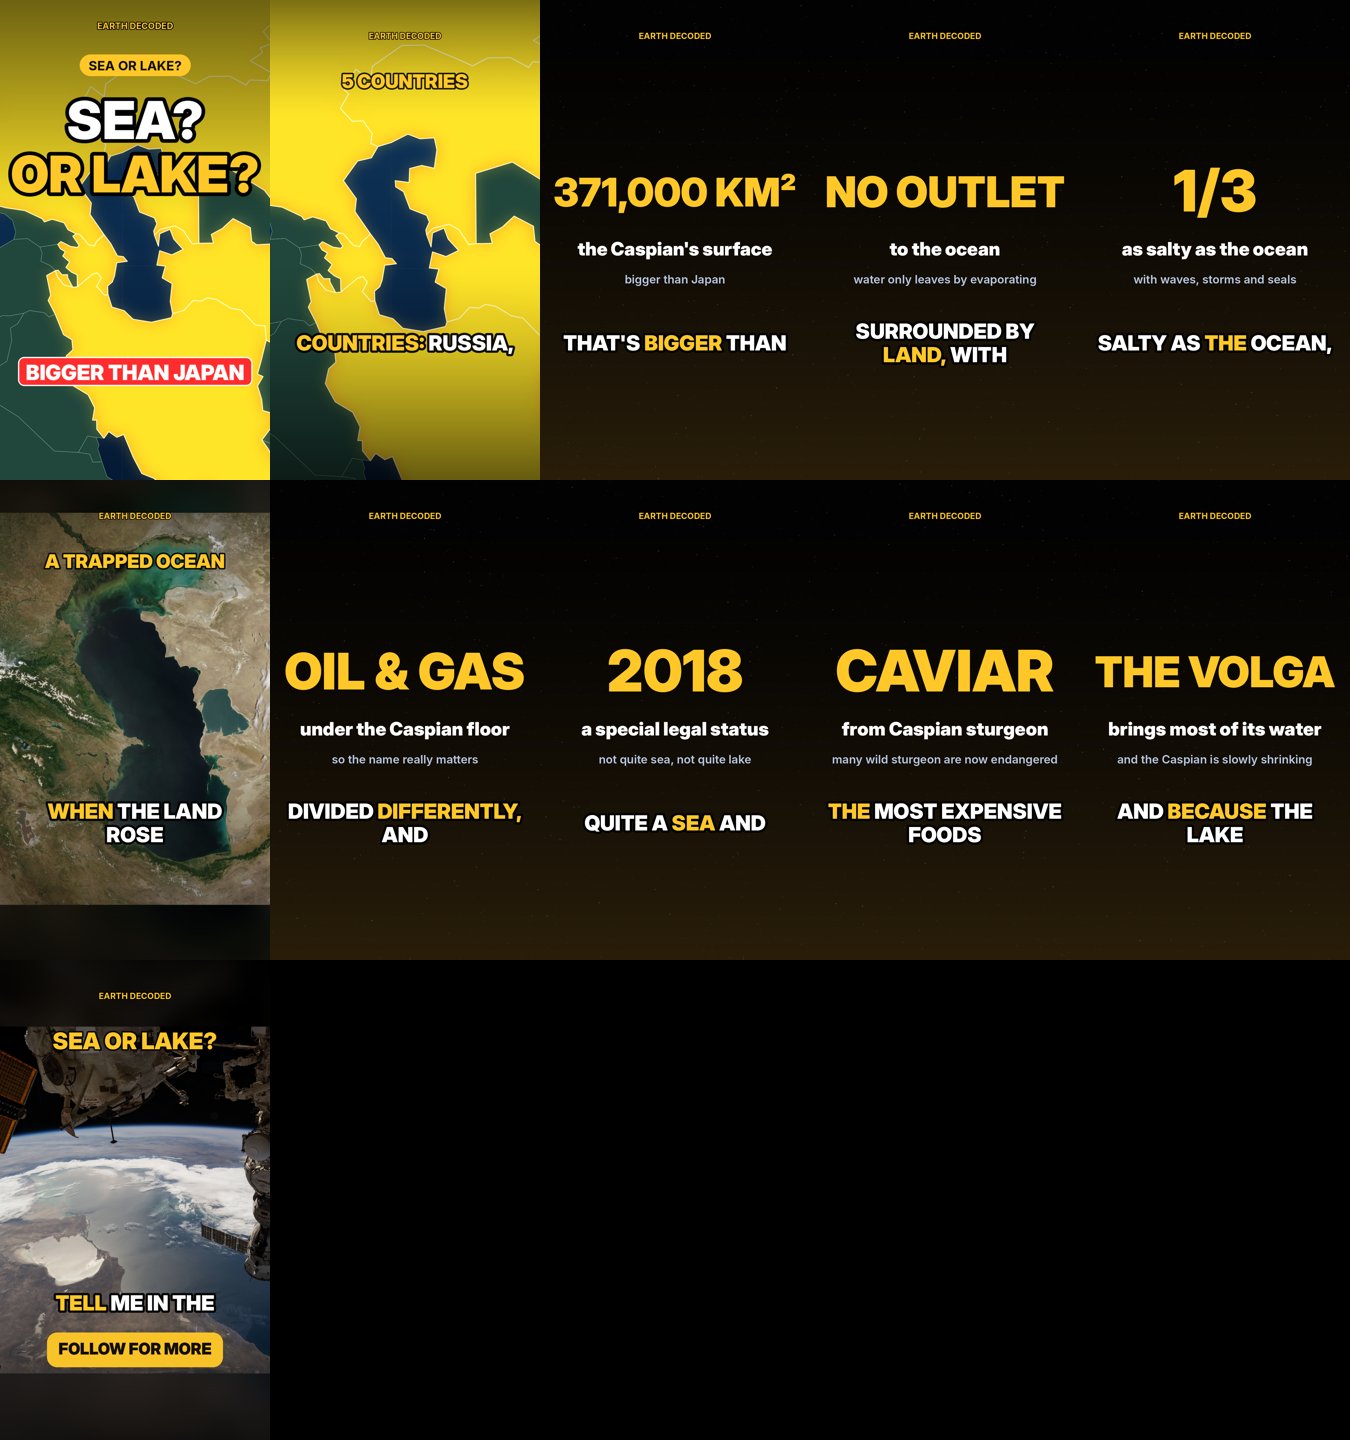 EARTH DECODED
SEA OR LAKE?
SEA?
OR LAKE?
BIGGER THAN JAPAN
EARTH DECODED
5 COUNTRIES
COUNTRIES: RUSSIA,
EARTH DECODED
371,000 KM²
the Caspian's surface
bigger than Japan
THAT'S BIGGER THAN
EARTH DECODED
NO OUTLET
to the ocean
water only leaves by evaporating
SURROUNDED BY
LAND, WITH
EARTH DECODED
1/3
as salty as the ocean
with waves, storms and seals
SALTY AS THE OCEAN,
EARTH DECODED
A TRAPPED OCEAN
WHEN THE LAND
ROSE
EARTH DECODED
OIL & GAS
under the Caspian floor
so the name really matters
DIVIDED DIFFERENTLY,
AND
EARTH DECODED
2018
a special legal status
not quite sea, not quite lake
QUITE A SEA AND
EARTH DECODED
CAVIAR
from Caspian sturgeon
many wild sturgeon are now endangered
THE MOST EXPENSIVE
FOODS
EARTH DECODED
THE VOLGA
brings most of its water
and the Caspian is slowly shrinking
AND BECAUSE THE
LAKE
EARTH DECODED
SEA OR LAKE?
TELL ME IN THE
FOLLOW FOR MORE